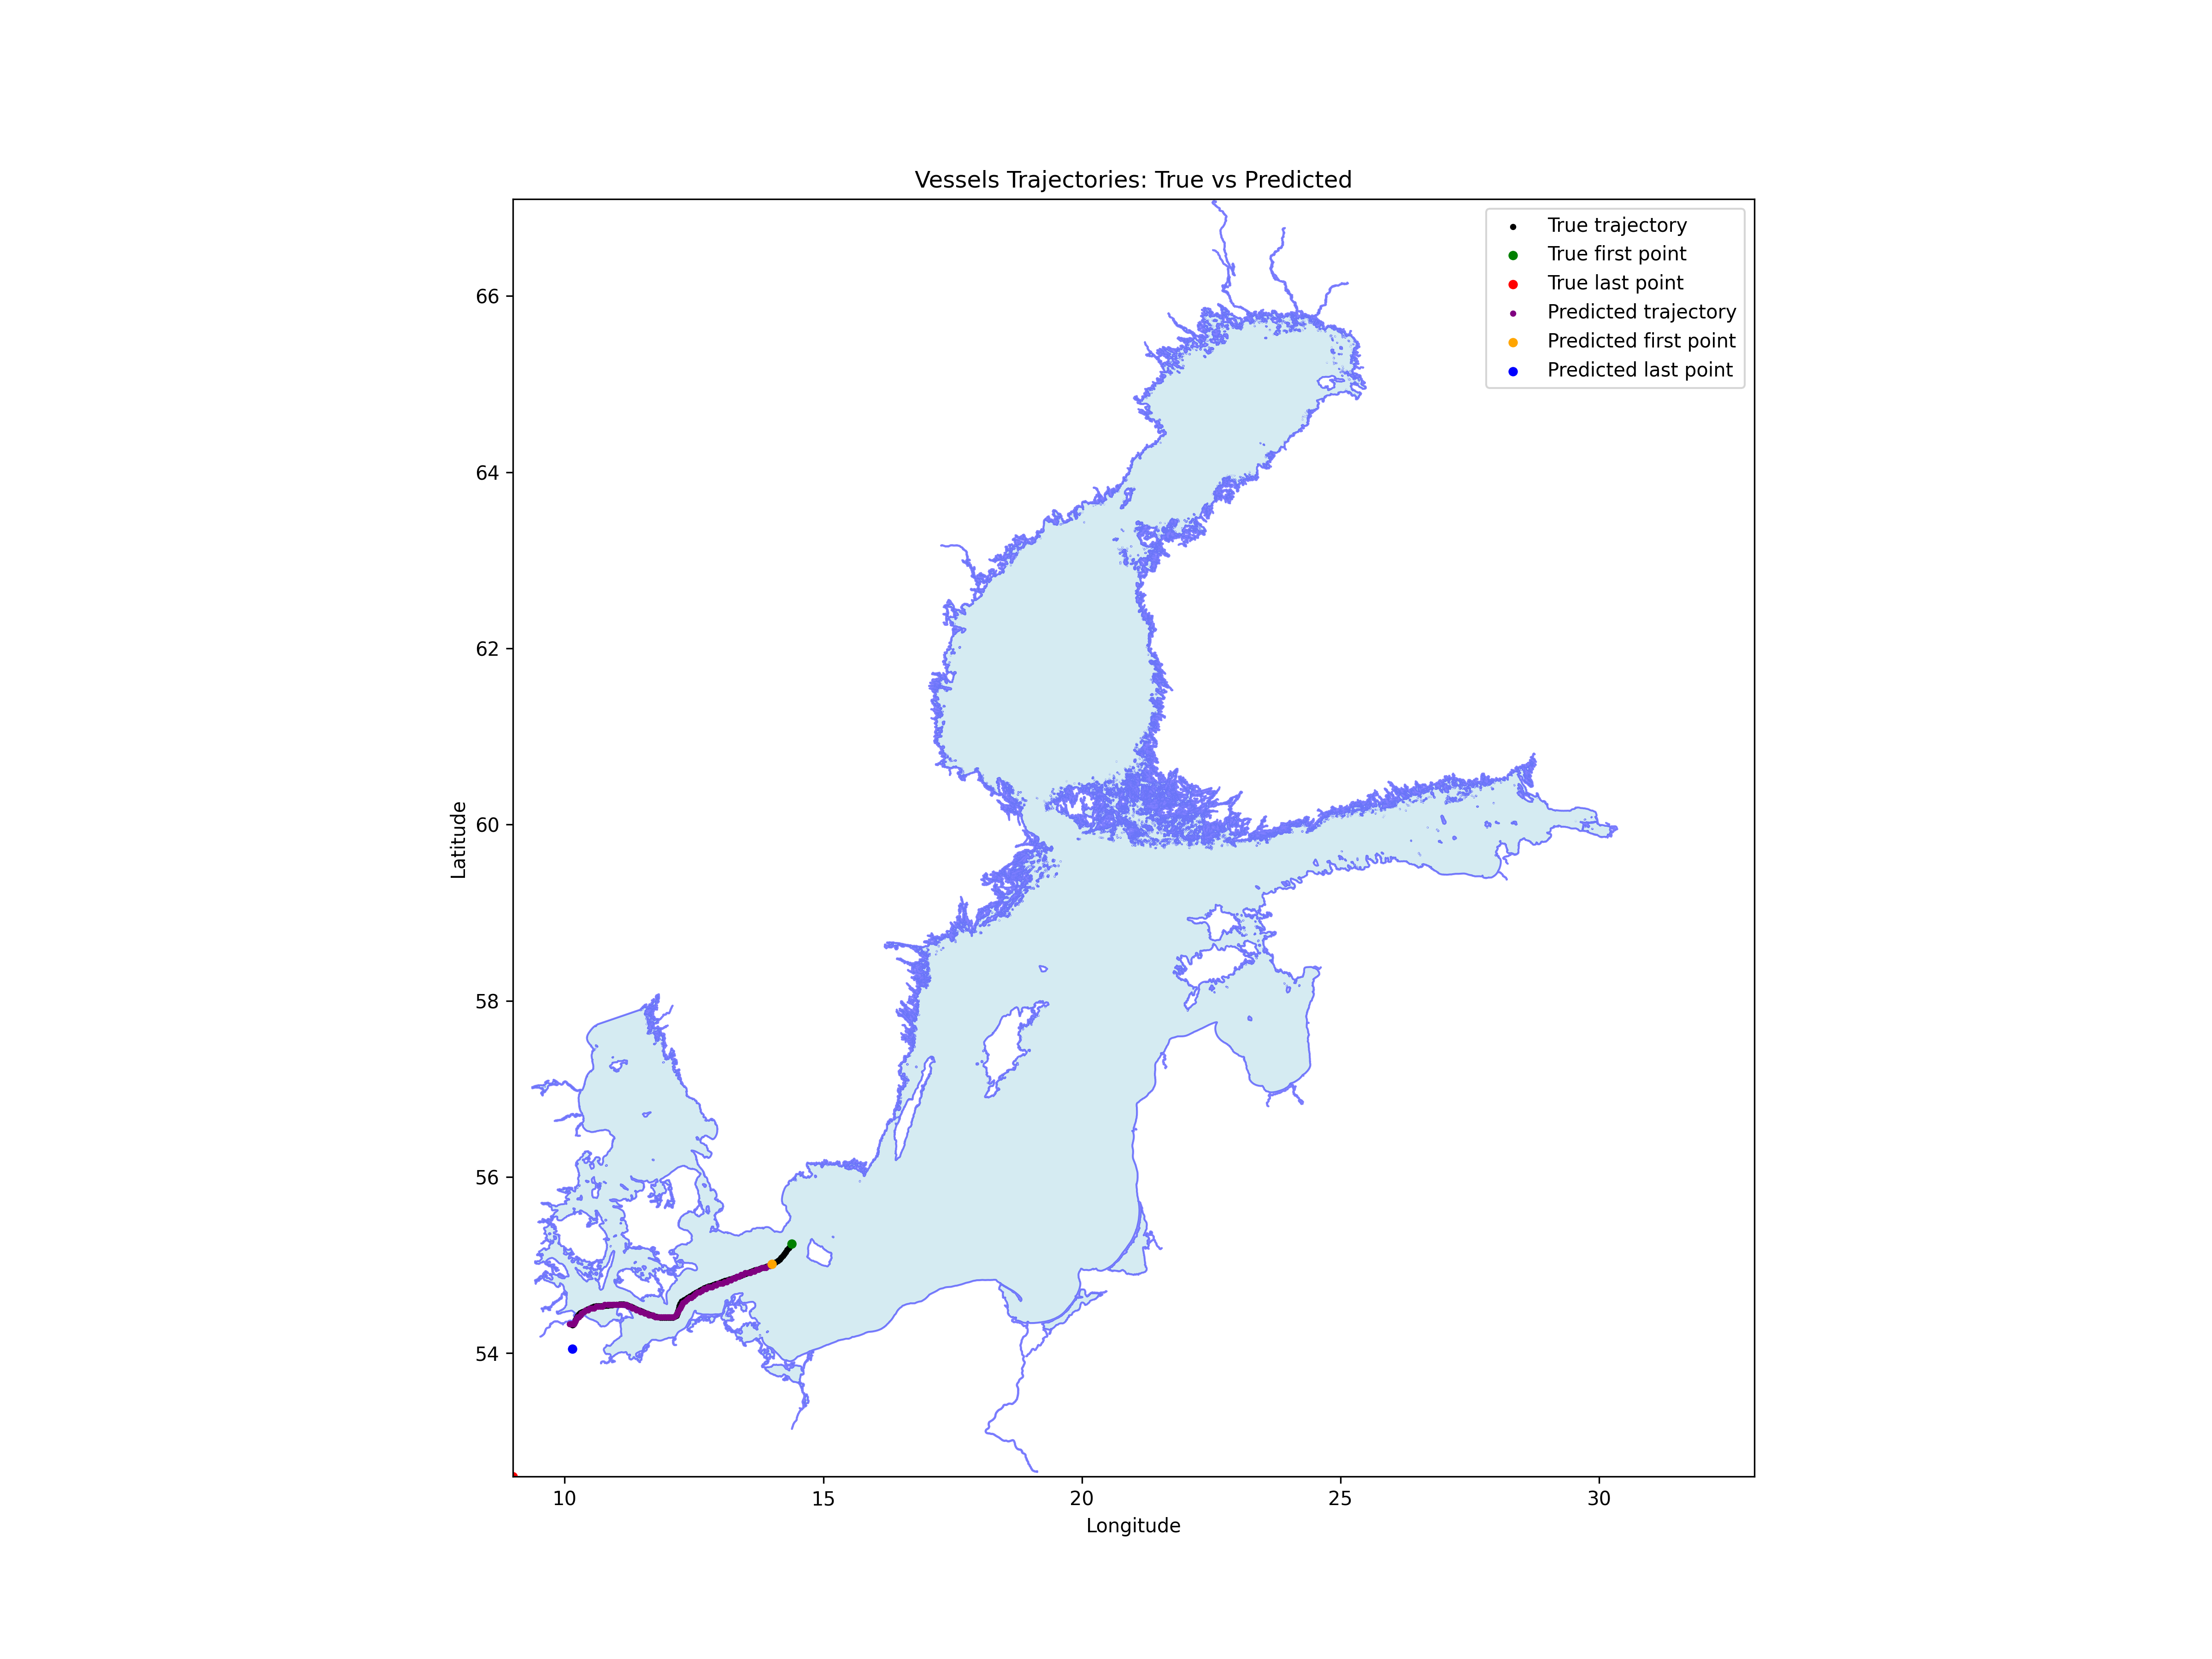 Vessels Trajectories: True vs Predicted
True trajectory
True first point
True last point
Predicted trajectory
Predicted first point
Predicted last point
66
64
62
60
58
56
54
Latitude
10 15 20 25 30
Longitude